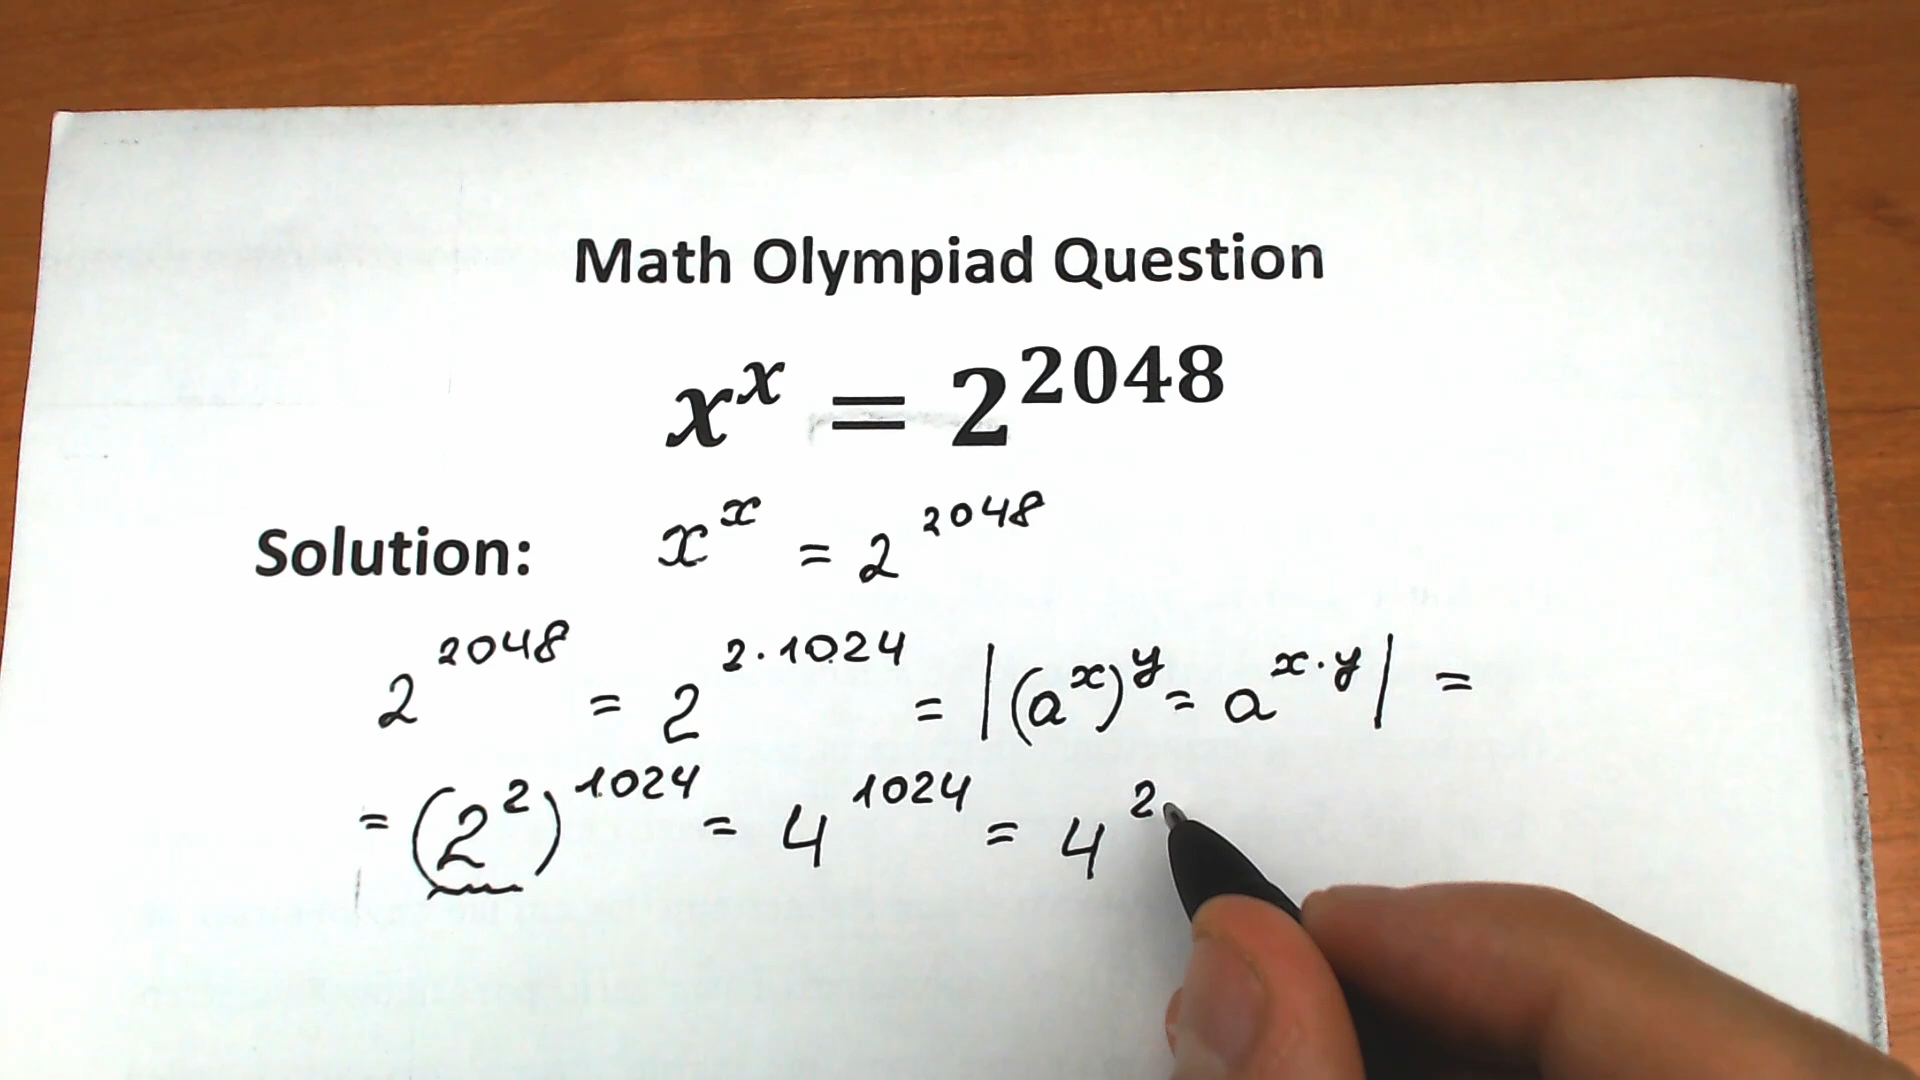 Math Olympiad Question
x^x = 2^2048
Solution: x^x = 2^2048
2^2048 = 2^2·1024 = |(a^x)^y = a^x·y| =
= (2^2)^1024 = 4^1024 = 4^2